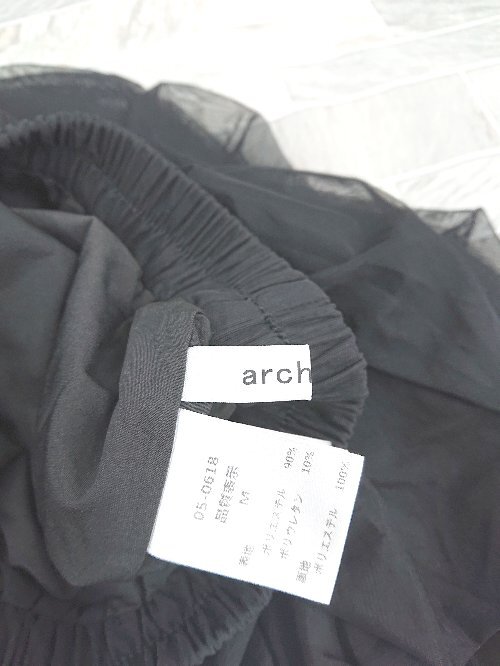 arch
05-0618
品質表示
M
表地
ポリエステル 90%
ポリウレタン 10%
裏地
ポリエステル 100%